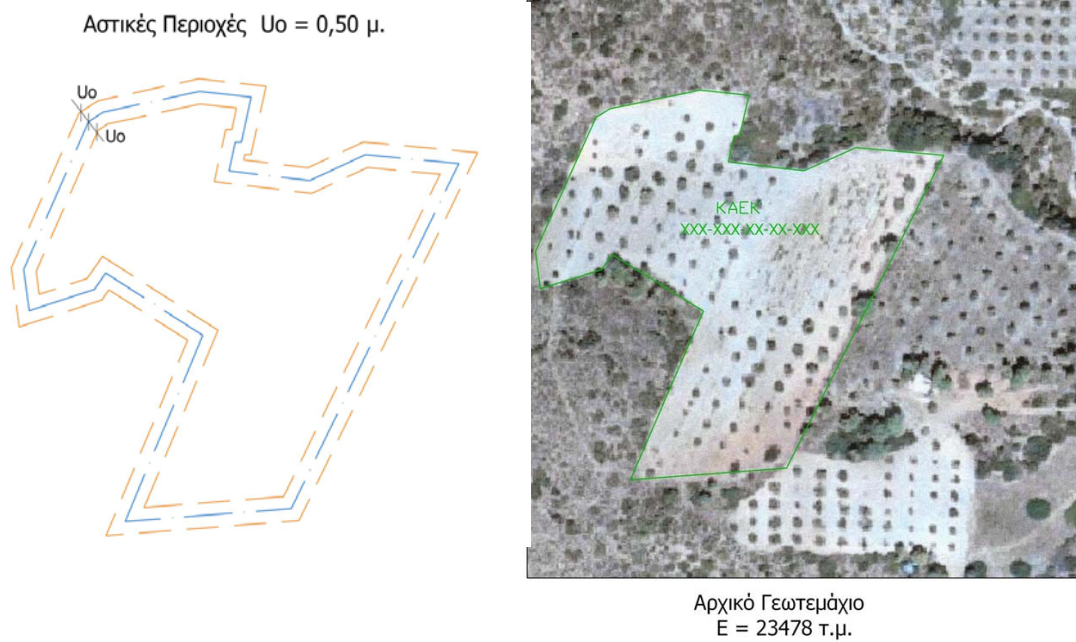 Αστικές Περιοχές Uo = 0,50 μ.
Uo
Uo
ΚΑΕΚ
XXX-XXX-XX-XX-XXX
Αρχικό Γεωτεμάχιο
Ε = 23478 τ.μ.